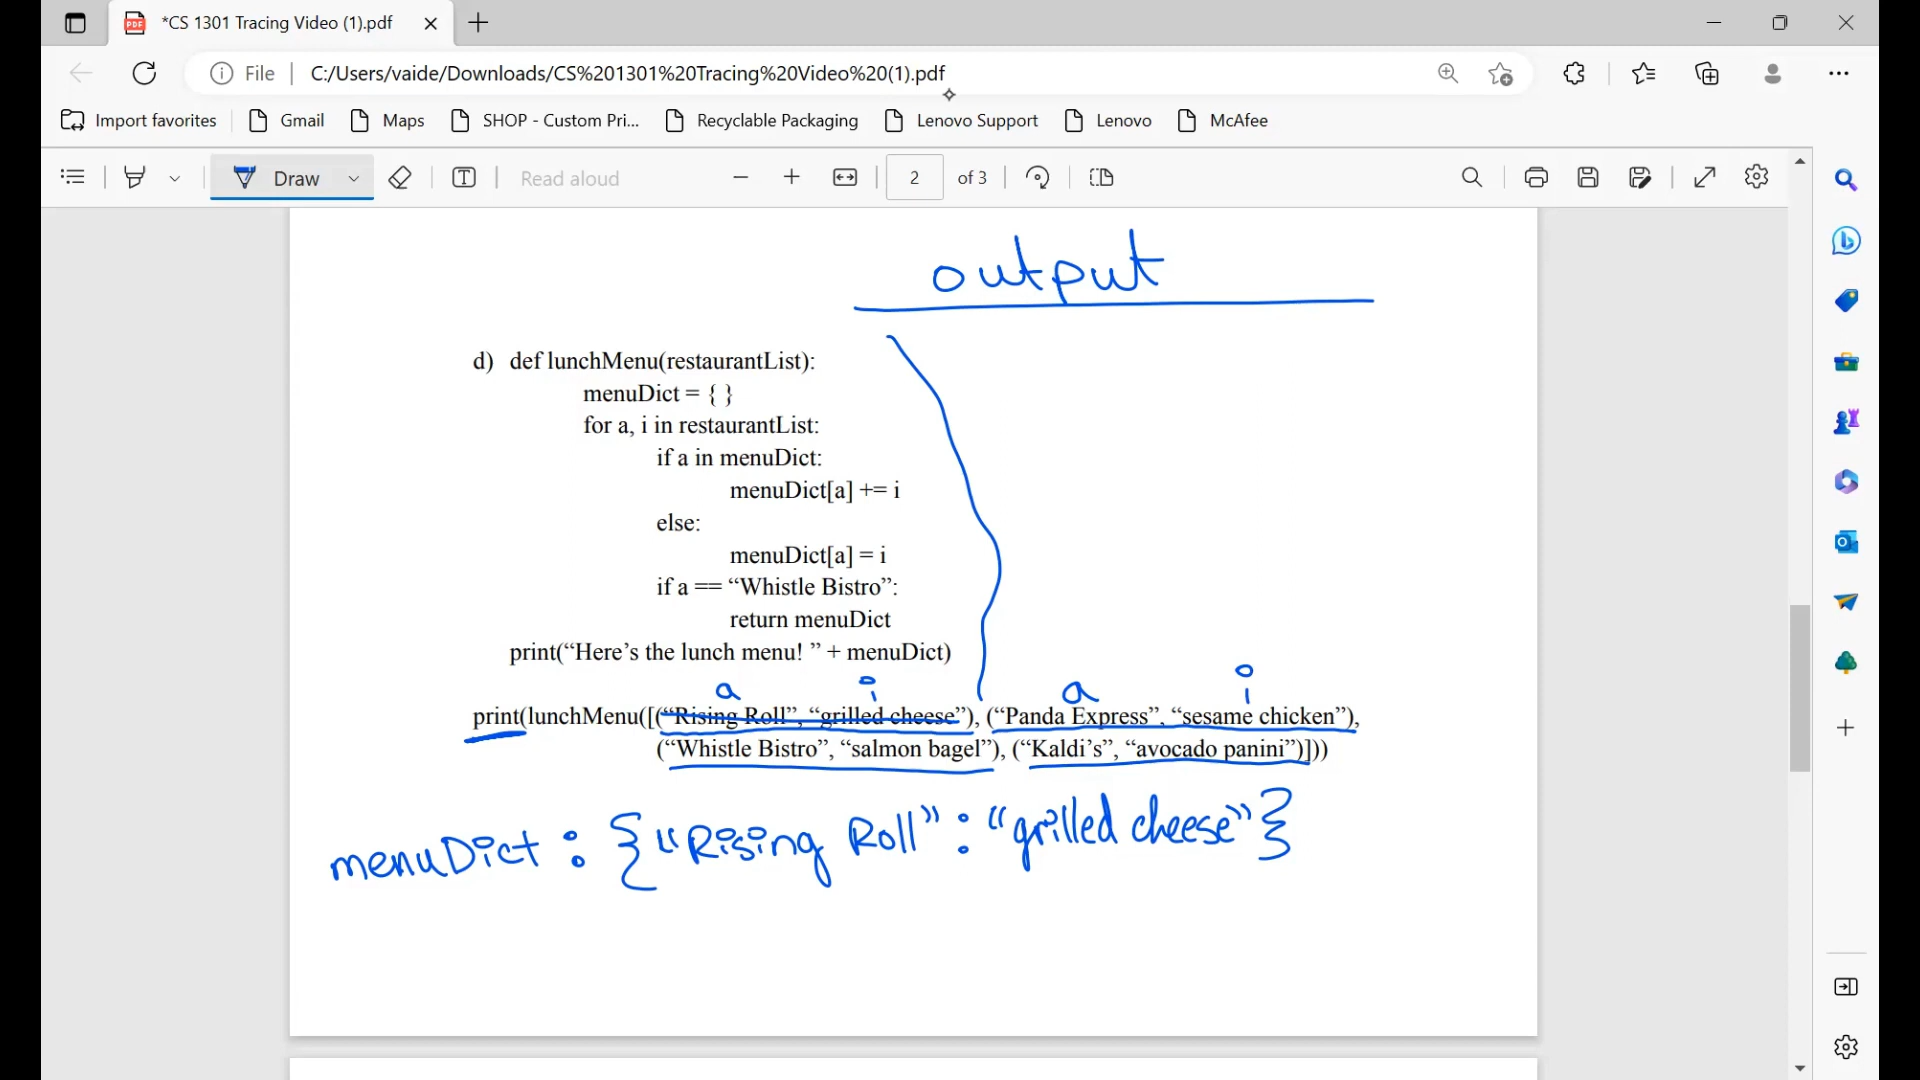 *CS 1301 Tracing Video (1).pdf
File C:/Users/vaide/Downloads/CS%201301%20Tracing%20Video%20(1).pdf
Import favorites Gmail Maps SHOP - Custom Pri... Recyclable Packaging Lenovo Support Lenovo McAfee
Draw Read aloud 2 of 3
output
d) def lunchMenu(restaurantList):
menuDict = { }
for a, i in restaurantList:
if a in menuDict:
menuDict[a] += i
else:
menuDict[a] = i
if a == “Whistle Bistro”:
return menuDict
print(“Here’s the lunch menu! ” + menuDict)
a i a i
print(lunchMenu([(“Rising Roll”, “grilled cheese”), (“Panda Express”, “sesame chicken”),
(“Whistle Bistro”, “salmon bagel”), (“Kaldi’s”, “avocado panini”)]))
menuDict : {“Rising Roll” : “grilled cheese”}